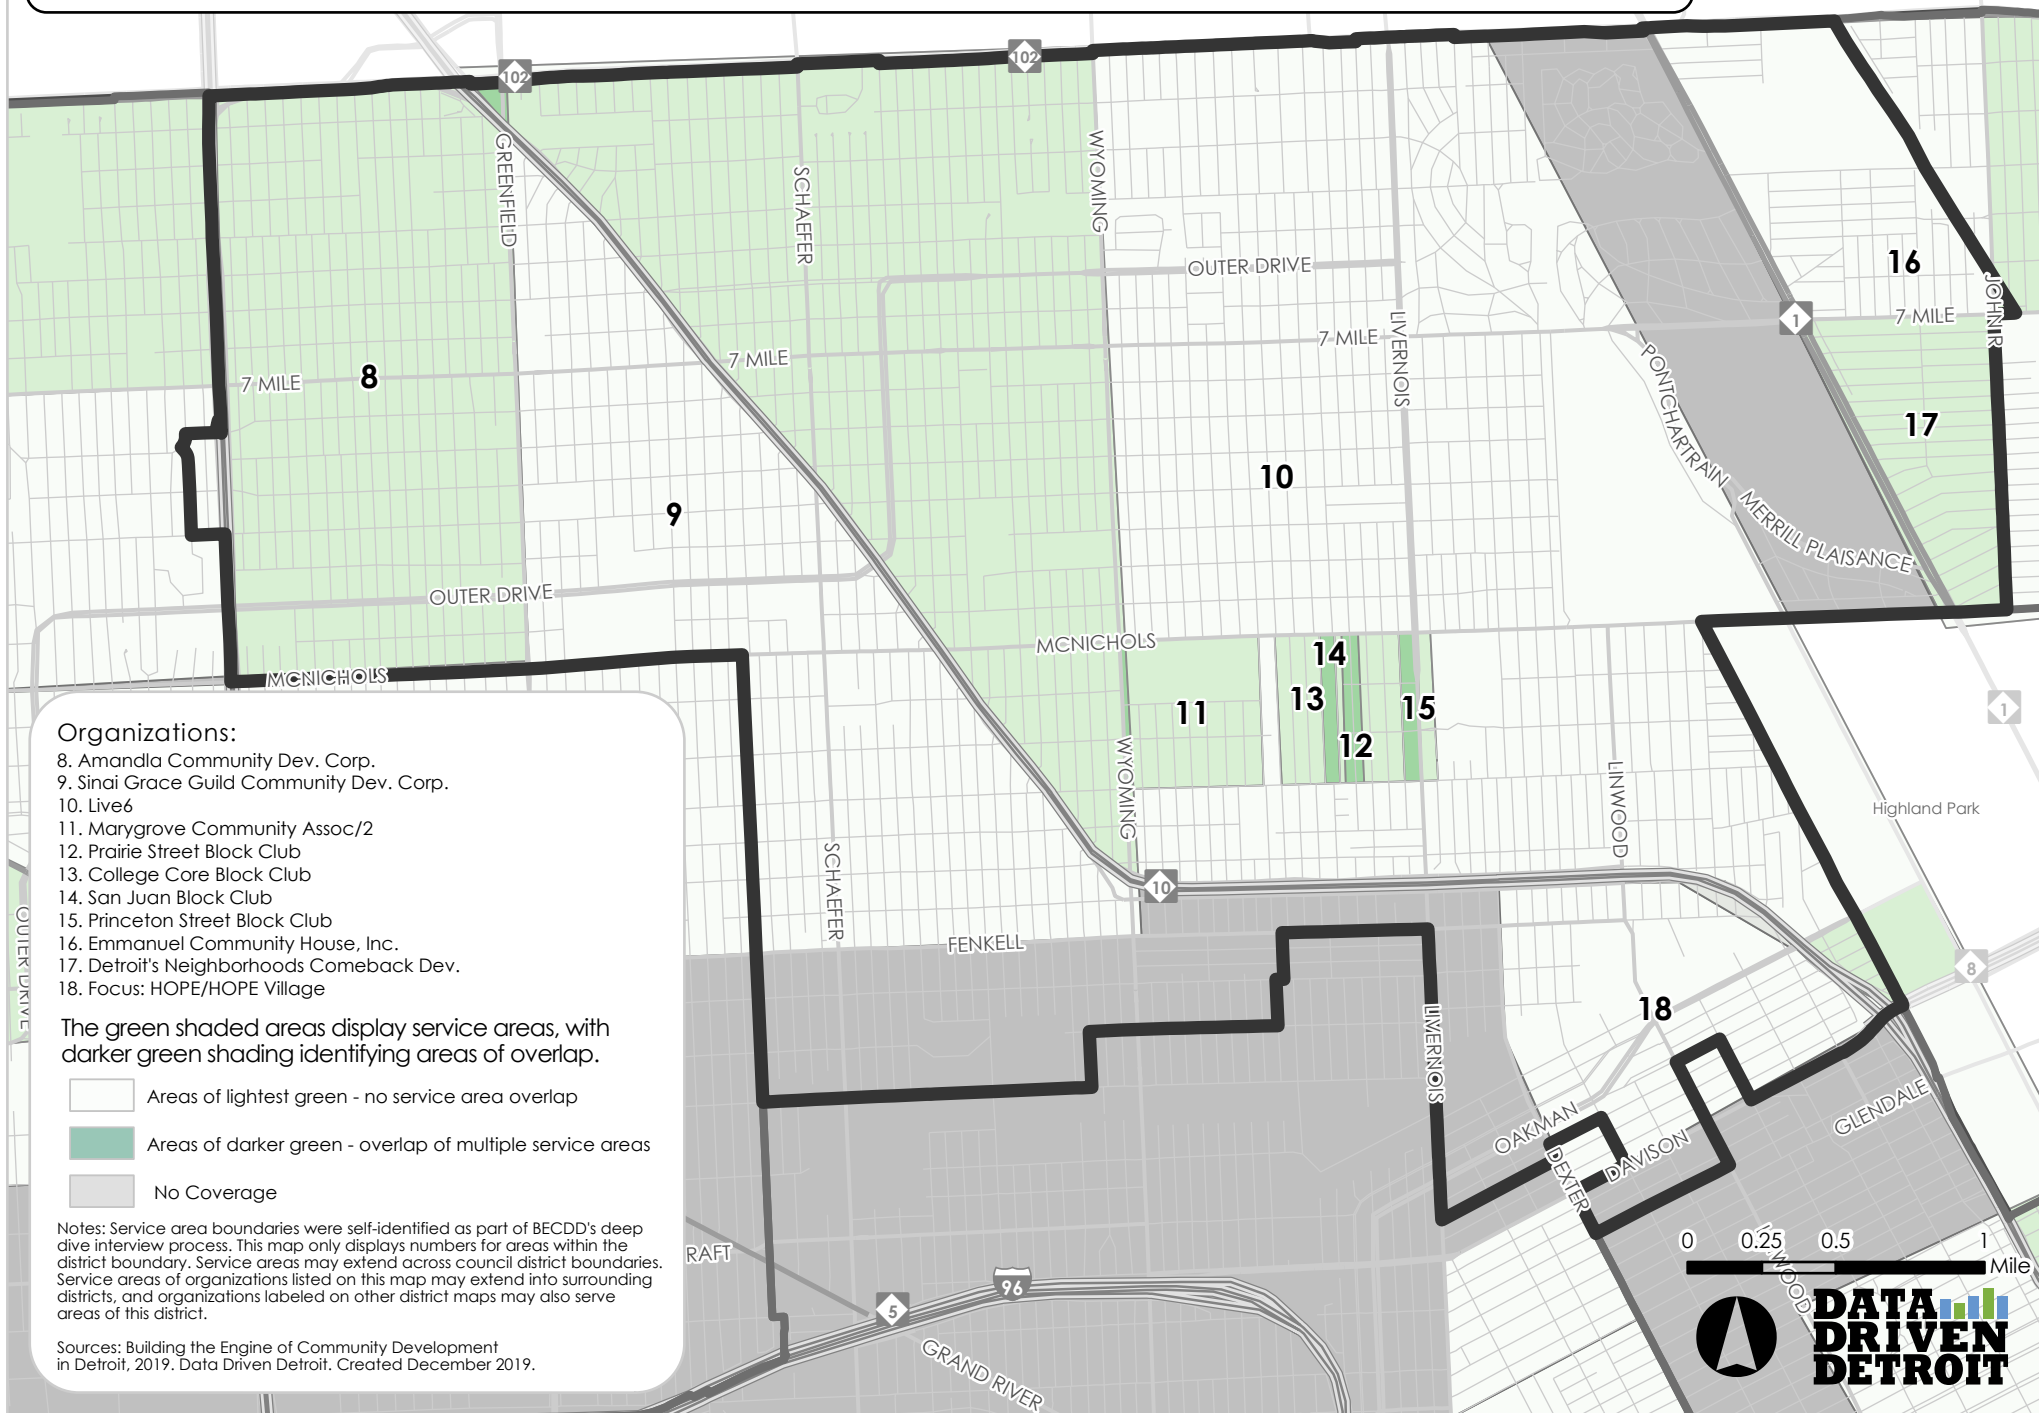 102
102
GREENFIELD
SCHAEFER
WYOMING
OUTER DRIVE
LIVERNOIS
16
JOHN R
1
7 MILE
7 MILE
7 MILE
7 MILE
8
PONTCHARTRAIN
17
10
9
MERRILL PLAISANCE
OUTER DRIVE
MCNICHOLS
MCNICHOLS
14
13
15
11
12
1
WYOMING
LINWOOD
Highland Park
SCHAEFER
10
FENKELL
OUTER DRIVE
8
18
LIVERNOIS
OAKMAN
GLENDALE
DAVISON
DEXTER
Organizations:
8. Amandla Community Dev. Corp.
9. Sinai Grace Guild Community Dev. Corp.
10. Live6
11. Marygrove Community Assoc/2
12. Prairie Street Block Club
13. College Core Block Club
14. San Juan Block Club
15. Princeton Street Block Club
16. Emmanuel Community House, Inc.
17. Detroit's Neighborhoods Comeback Dev.
18. Focus: HOPE/HOPE Village
The green shaded areas display service areas, with
darker green shading identifying areas of overlap.
Areas of lightest green - no service area overlap
Areas of darker green - overlap of multiple service areas
No Coverage
Notes: Service area boundaries were self-identified as part of BECDD's deep
dive interview process. This map only displays numbers for areas within the
district boundary. Service areas may extend across council district boundaries.
Service areas of organizations listed on this map may extend into surrounding
districts, and organizations labeled on other district maps may also serve
areas of this district.
Sources: Building the Engine of Community Development
in Detroit, 2019. Data Driven Detroit. Created December 2019.
RAFT
96
5
GRAND RIVER
0 0.25 0.5 1
Mile
DATA
DRIVEN
DETROIT